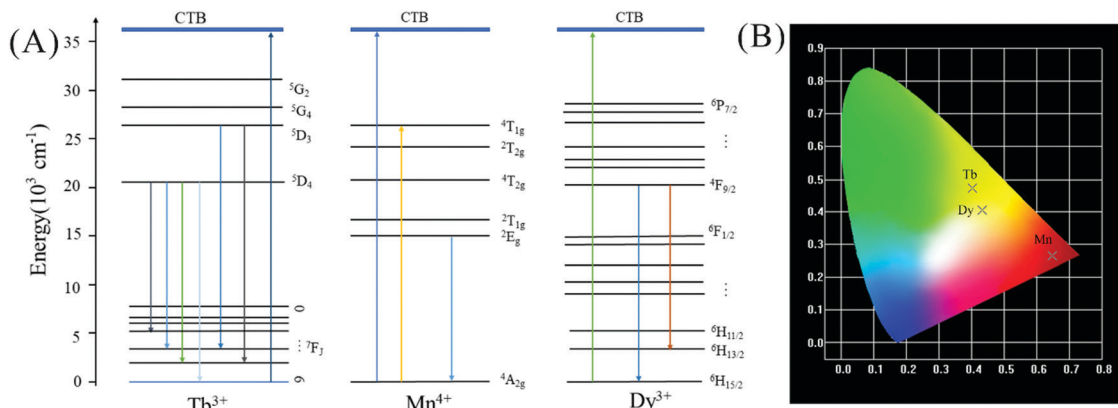 (A)
Energy(10³ cm⁻¹)
35
30
25
20
15
10
5
0
CTB
⁵G₂
⁵G₄
⁵D₃
⁵D₄
0
⋮ ⁷F_J
6
Tb³⁺
CTB
⁴T₁g
²T₂g
⁴T₂g
²T₁g
²Eg
⁴A₂g
Mn⁴⁺
CTB
⁶P₇/₂
⋮
⁴F₉/₂
⁶F₁/₂
⋮
⁶H₁₁/₂
⁶H₁₃/₂
⁶H₁₅/₂
Dy³⁺
(B)
0.9
0.8
0.7
0.6
0.5
0.4
0.3
0.2
0.1
0.0
Tb
Dy
Mn
0.0 0.1 0.2 0.3 0.4 0.5 0.6 0.7 0.8